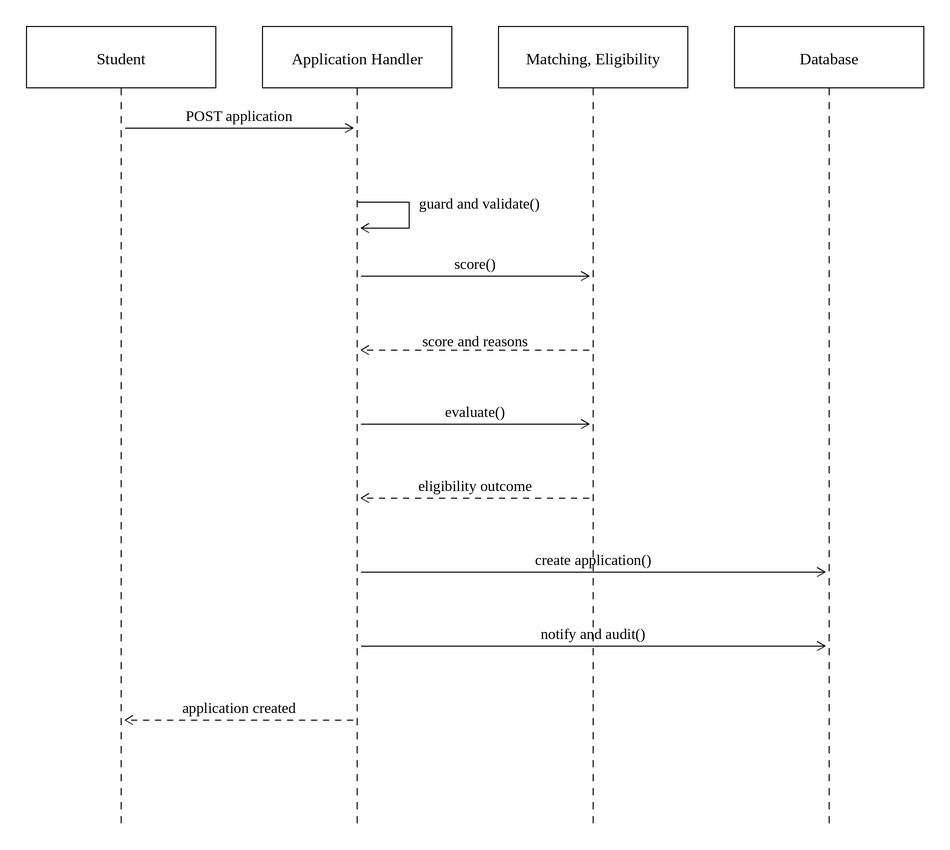 Student
Application Handler
Matching, Eligibility
Database
POST application
guard and validate()
score()
score and reasons
evaluate()
eligibility outcome
create application()
notify and audit()
application created